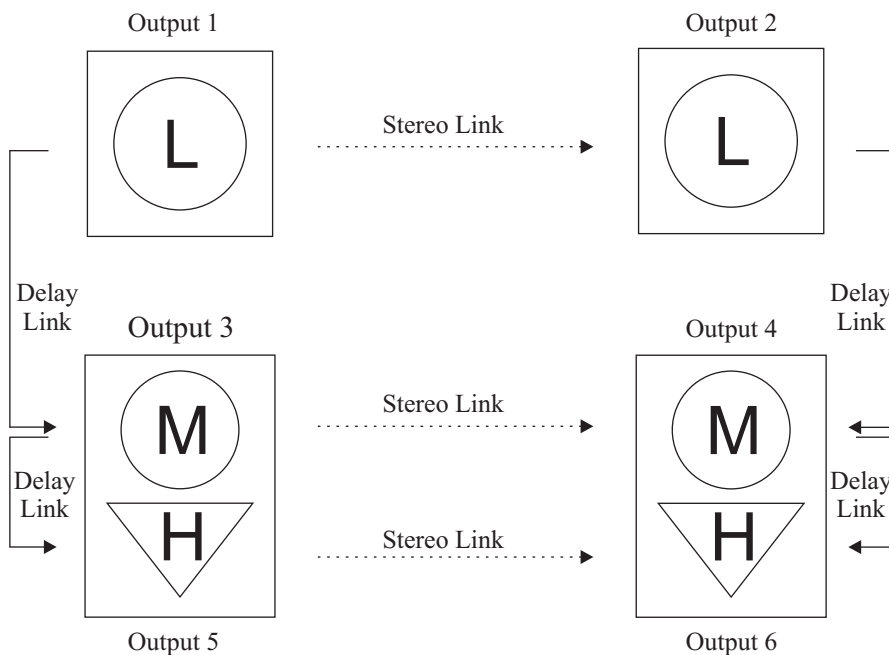 Output 1
Output 2
L
Stereo Link
L
Delay
Link
Delay
Link
Output 3
Output 4
M
Stereo Link
M
Delay
Link
Delay
Link
H
Stereo Link
H
Output 5
Output 6